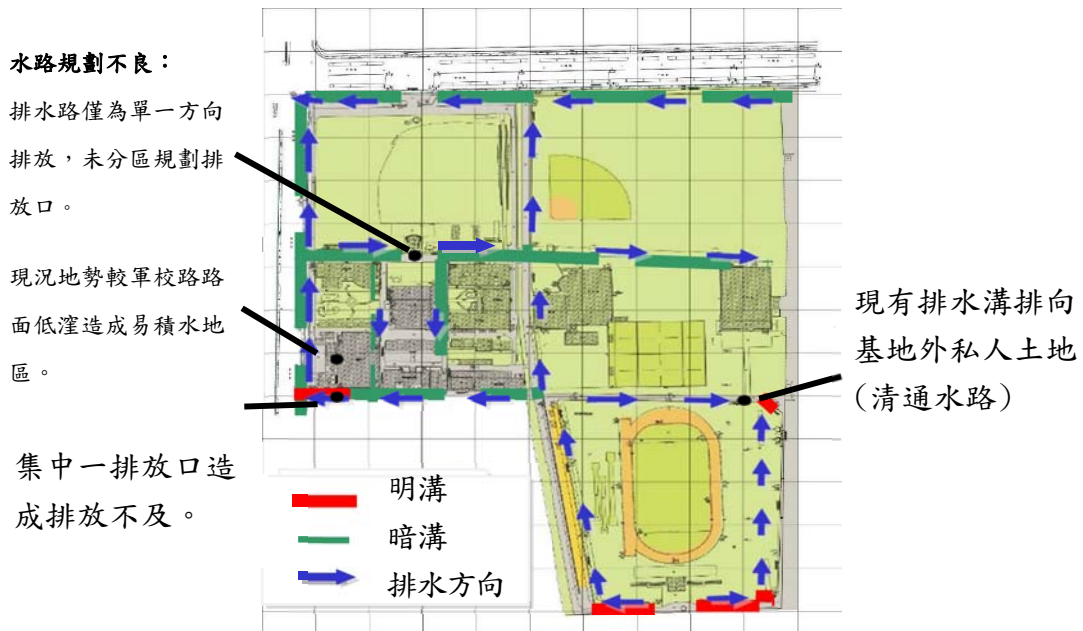 水路規劃不良：
排水路僅為單一方向
排放，未分區規劃排
放口。
現況地勢較軍校路路
面低漥造成易積水地
區。
集中一排放口造
成排放不及。
現有排水溝排向
基地外私人土地
(清通水路)
明溝
暗溝
排水方向